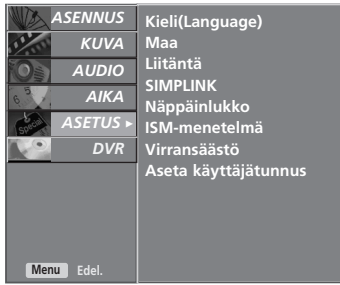 ASENNUS
KUVA
AUDIO
AIKA
ASETUS ►
DVR
Kieli(Language)
Maa
Liitäntä
SIMPLINK
Näppäinlukko
ISM-menetelmä
Virransäästö
Aseta käyttäjätunnus
Special
Menu Edel.